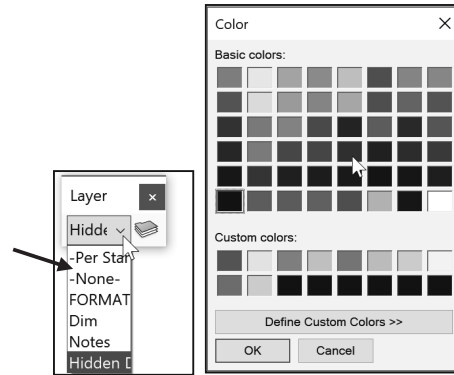 Color
Basic colors:
Custom colors:
Define Custom Colors >>
OK Cancel
Layer
Hidde
-Per Star
-None-
FORMAT
Dim
Notes
Hidden D